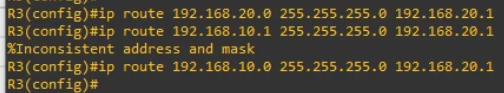 R3(config)#ip route 192.168.20.0 255.255.255.0 192.168.20.1
R3(config)#ip route 192.168.10.1 255.255.255.0 192.168.20.1
%Inconsistent address and mask
R3(config)#ip route 192.168.10.0 255.255.255.0 192.168.20.1
R3(config)#